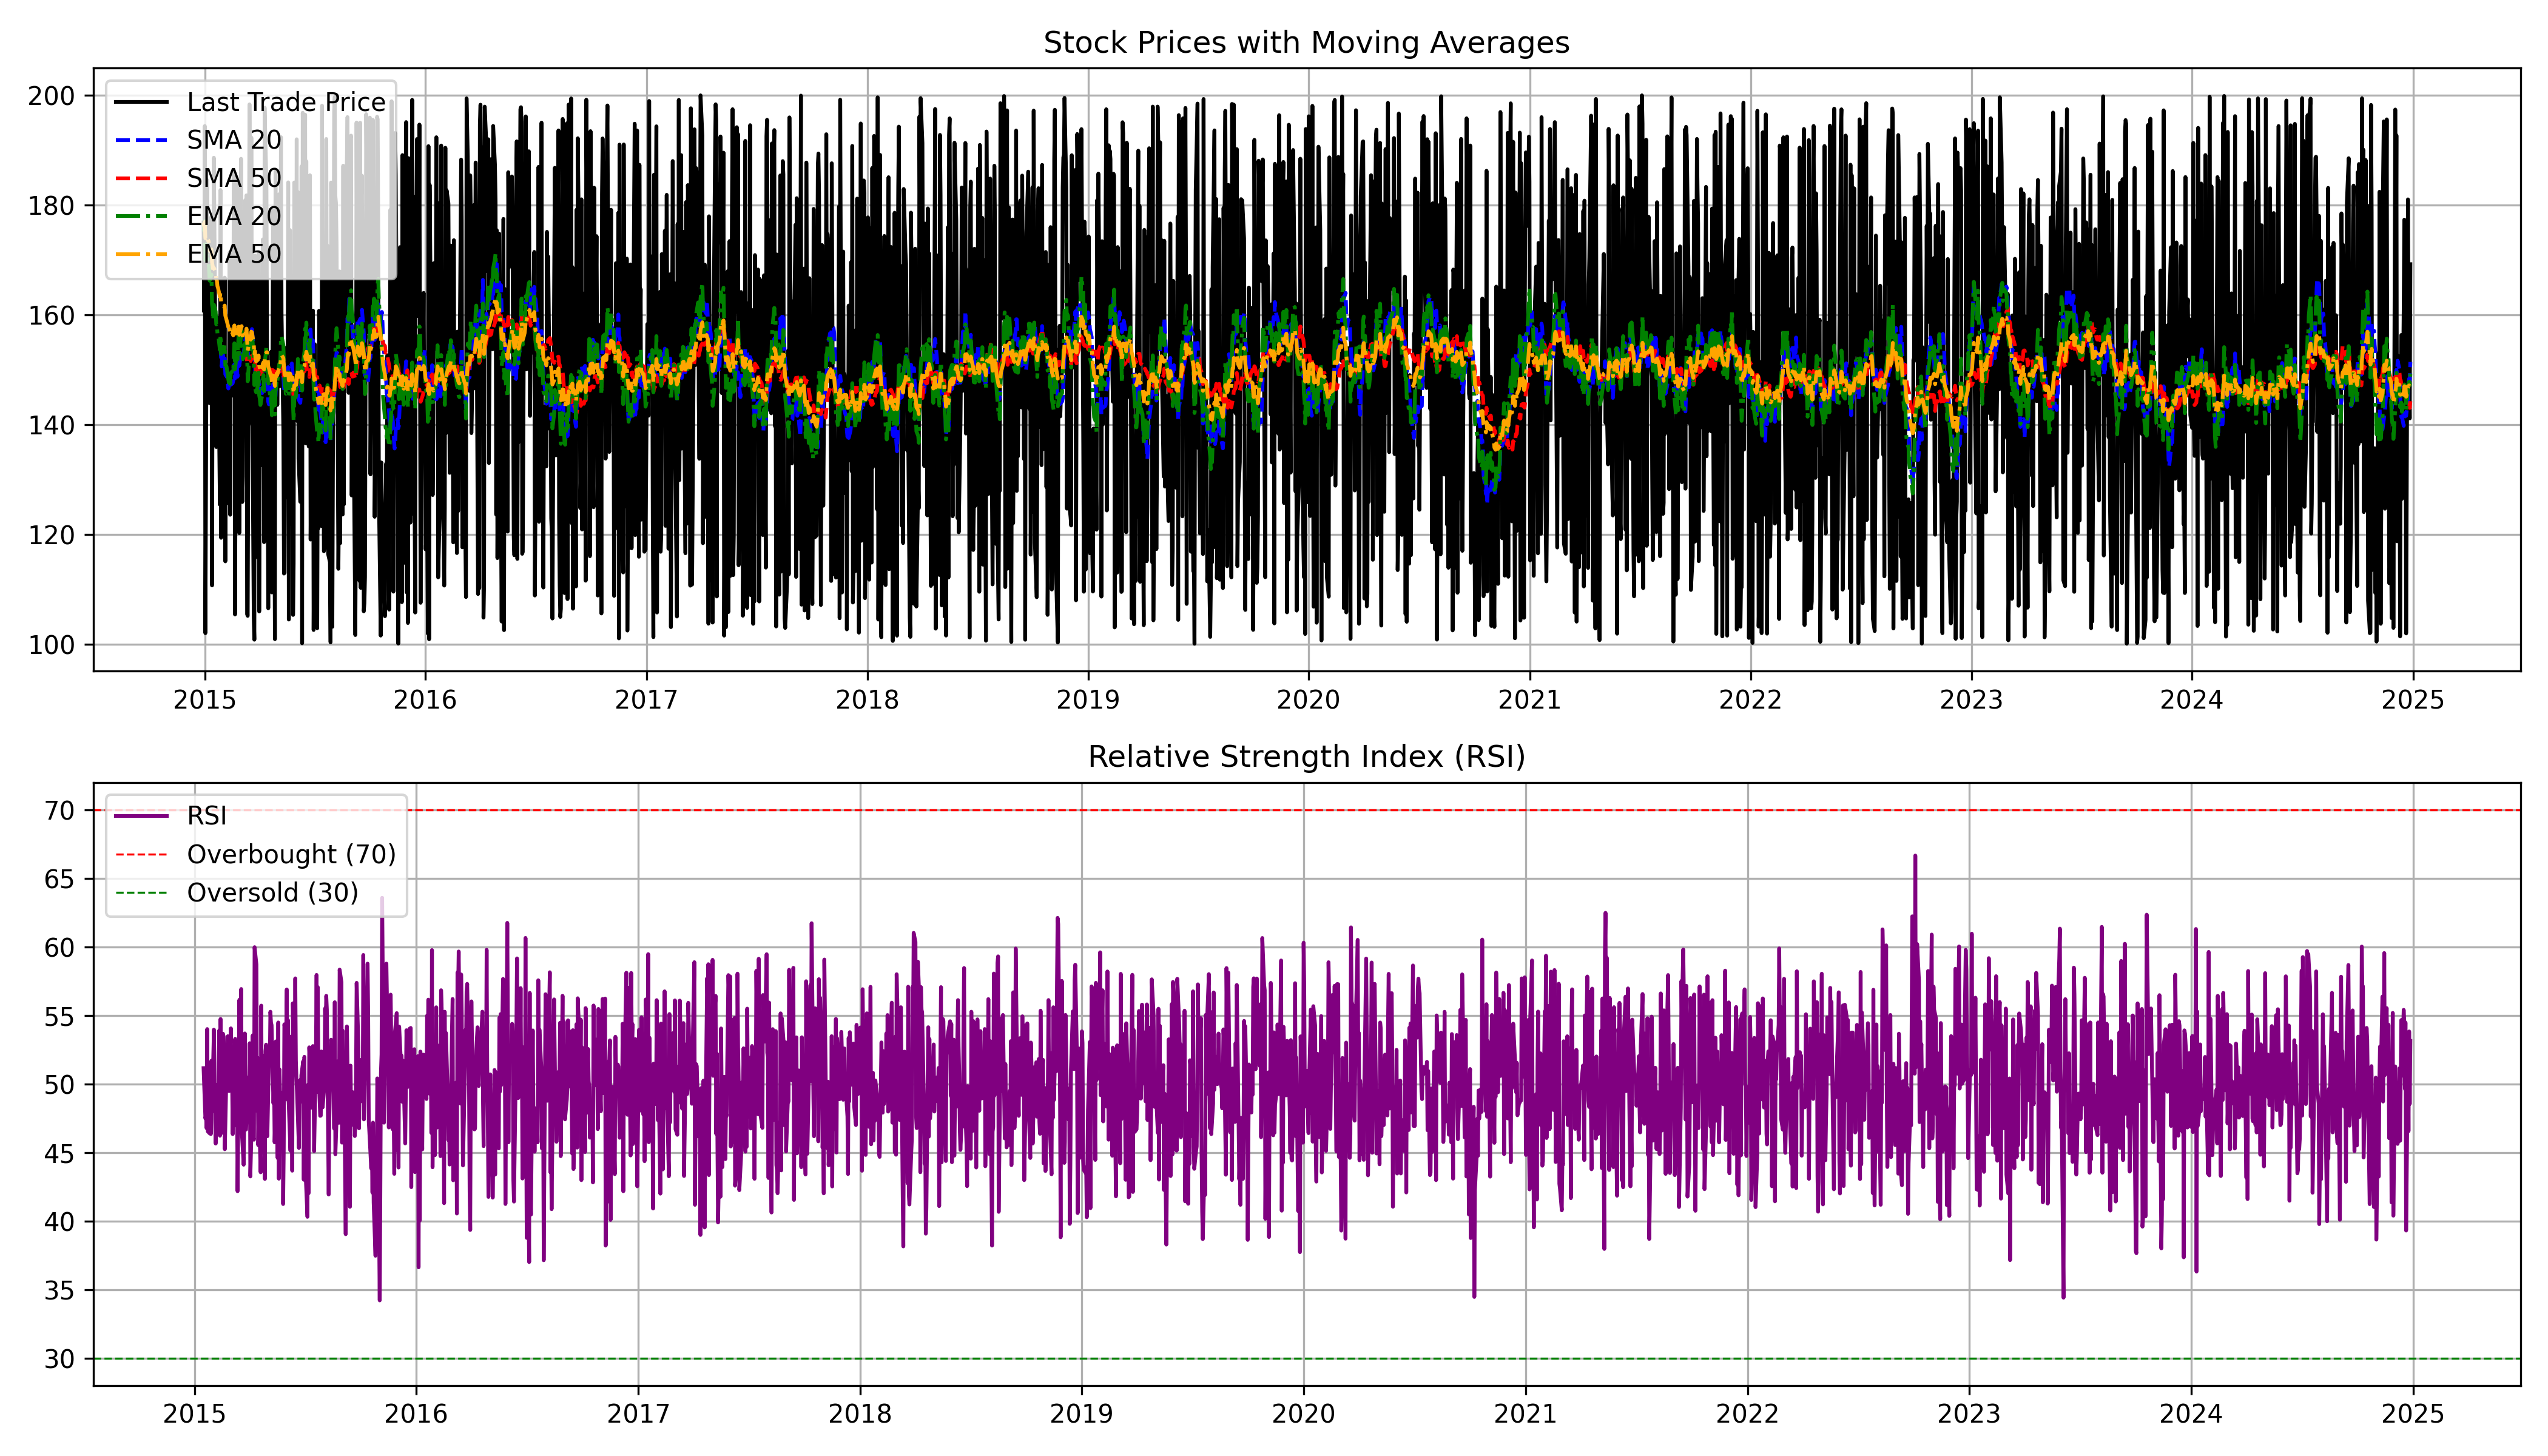 Stock Prices with Moving Averages
200
180
160
140
120
100
Last Trade Price
SMA 20
SMA 50
EMA 20
EMA 50
2015 2016 2017 2018 2019 2020 2021 2022 2023 2024 2025
Relative Strength Index (RSI)
70
65
60
55
50
45
40
35
30
RSI
Overbought (70)
Oversold (30)
2015 2016 2017 2018 2019 2020 2021 2022 2023 2024 2025